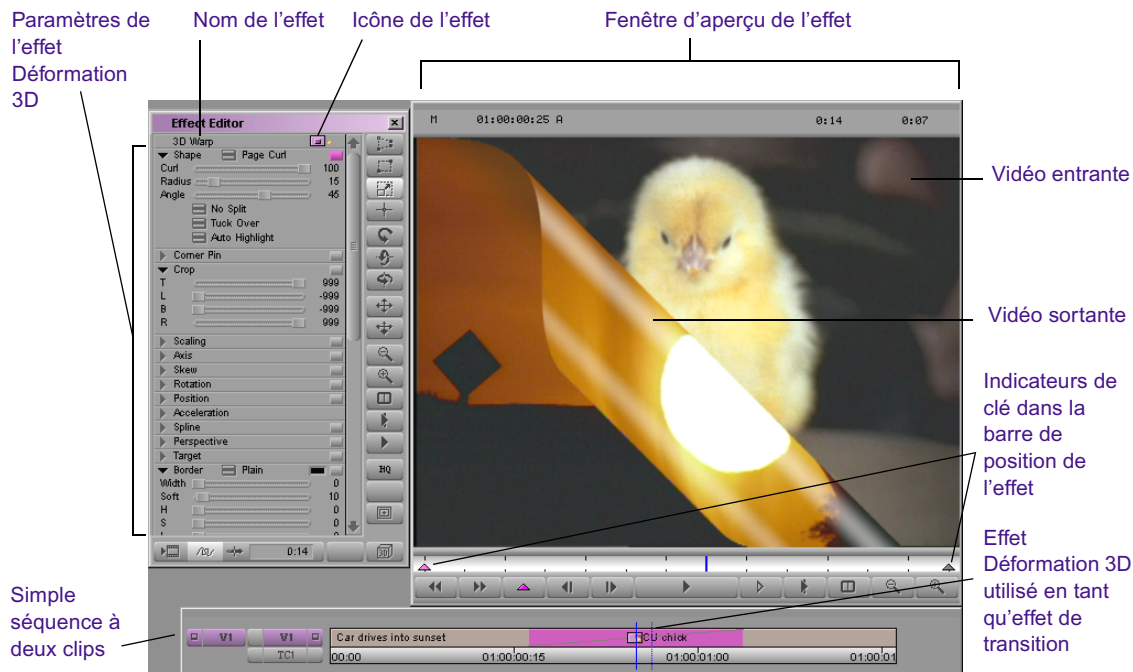 Paramètres de
l'effet
Déformation
3D
Nom de l'effet
Icône de l'effet
Fenêtre d'aperçu de l'effet
Effect Editor
3D Warp
Shape Page Curl
Curl 100
Radius 15
Angle 45
No Split
Tuck Over
Auto Highlight
Corner Pin
Crop
T 999
L -999
B -999
R 999
Scaling
Axis
Skew
Rotation
Position
Acceleration
Spline
Perspective
Target
Border Plain
Width 0
Soft 10
H 0
S 0
0:14
HQ
3D
M 01:00:00:25 A 0:14 0:07
Vidéo entrante
Vidéo sortante
Indicateurs de
clé dans la
barre de
position de
l'effet
Effet
Déformation 3D
utilisé en tant
qu'effet de
transition
Simple
séquence à
deux clips
V1 V1
TC1
Car drives into sunset CU chick
00:00 01:00:00:15 01:00:01:00 01:00:01